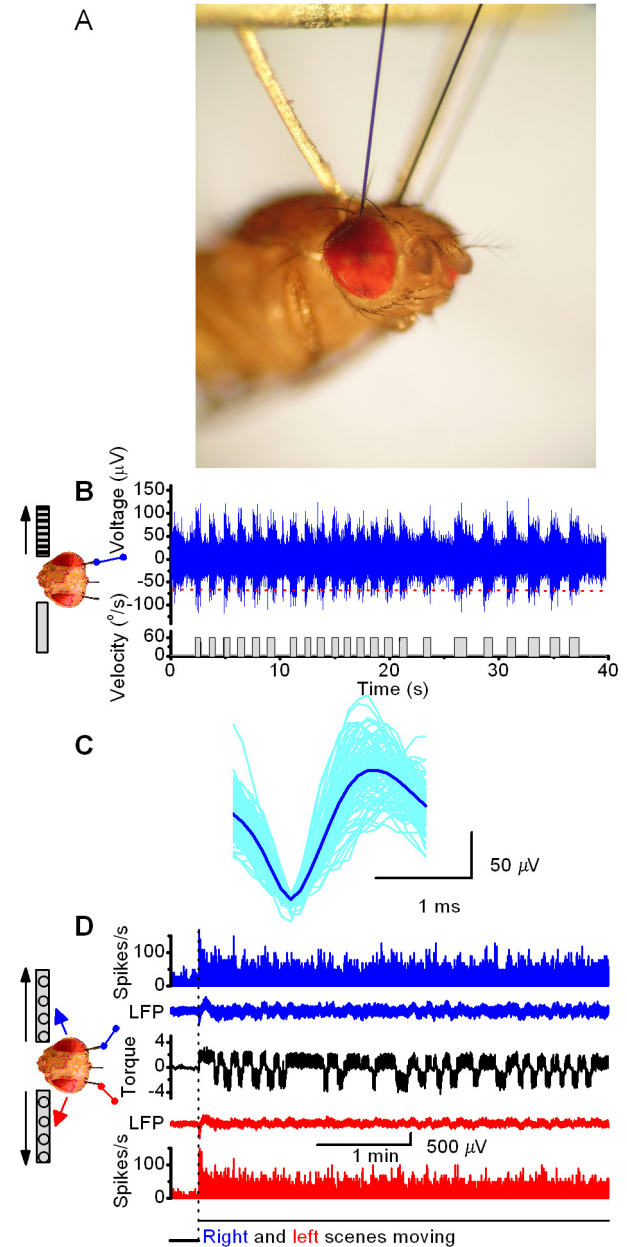 A
B
Voltage (μV)
150
100
50
0
-50
-100
Velocity (⁰/s)
60
0
0
10
20
30
40
Time (s)
C
50 μV
1 ms
D
Spikes/s
100
0
LFP
Torque
4
0
-4
LFP
1 min
500 μV
Spikes/s
100
0
Right and left scenes moving